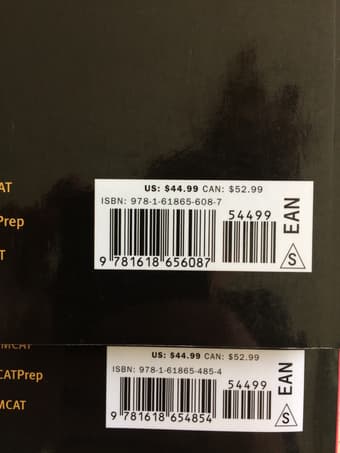 AT
Prep
T
US: $44.99 CAN: $52.99
ISBN: 978-1-61865-608-7
54499
EAN
S
9 781618 656087
MCAT
CATPrep
MCAT
US: $44.99 CAN: $52.99
ISBN: 978-1-61865-485-4
54499
EAN
S
9 781618 654854